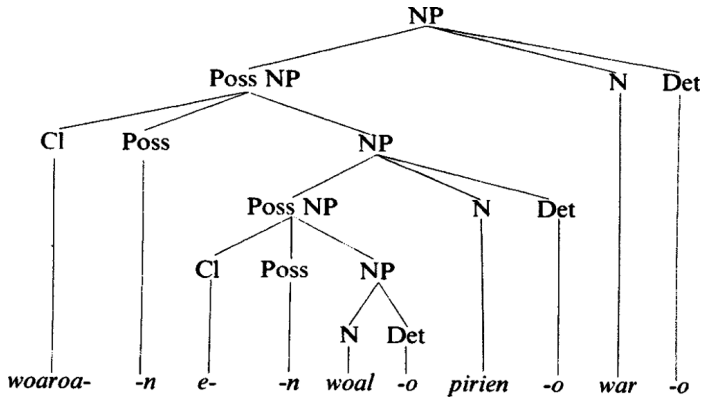 NP
Poss NP N Det
Cl Poss NP
Poss NP N Det
Cl Poss NP
N Det
woaroa- -n e- -n woal -o pirien -o war -o